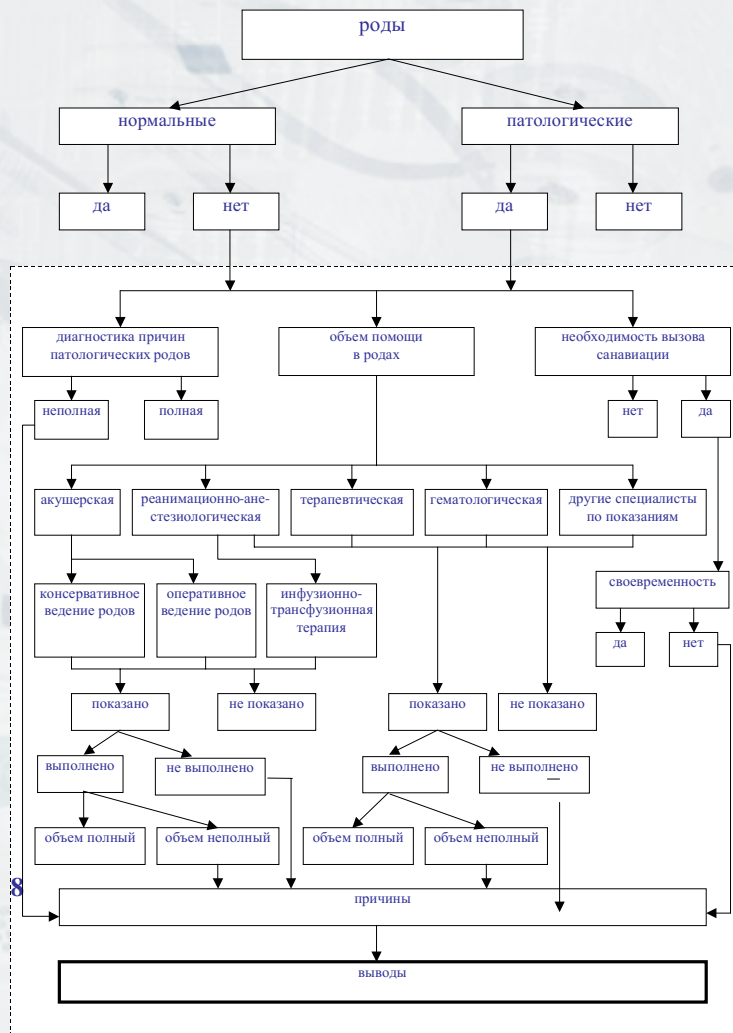 роды
нормальные
патологические
да
нет
да
нет
диагностика причин
патологических родов
объем помощи
в родах
необходимость вызова
санавиации
неполная
полная
нет
да
акушерская
реанимационно-ане-
стезиологическая
терапевтическая
гематологическая
другие специалисты
по показаниям
консервативное
ведение родов
оперативное
ведение родов
инфузионно-
трансфузионная
терапия
своевременность
да
нет
показано
не показано
показано
не показано
выполнено
не выполнено
выполнено
не выполнено
объем полный
объем неполный
объем полный
объем неполный
8
причины
выводы